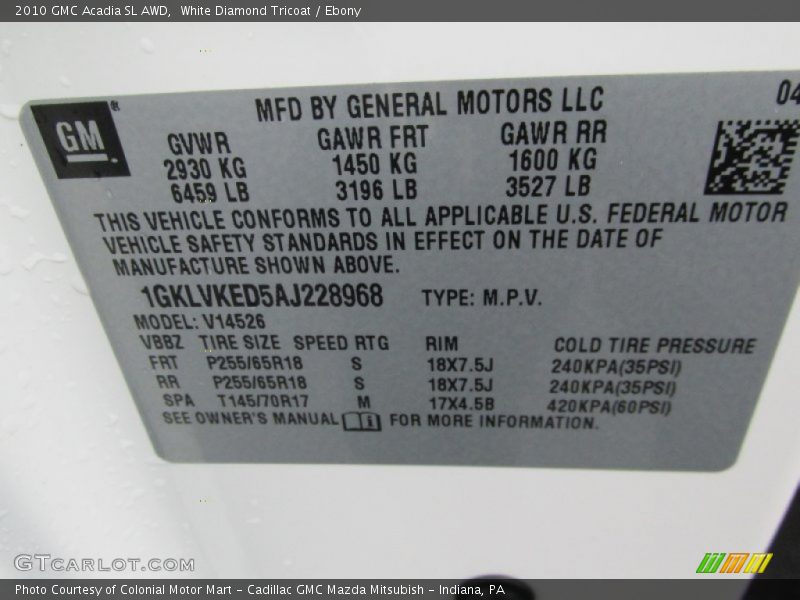 2010 GMC Acadia SL AWD,  White Diamond Tricoat / Ebony
MFD BY GENERAL MOTORS LLC
04
GM
GVWR GAWR FRT GAWR RR
2930 KG 1450 KG 1600 KG
6459 LB 3196 LB 3527 LB
THIS VEHICLE CONFORMS TO ALL APPLICABLE U.S. FEDERAL MOTOR
VEHICLE SAFETY STANDARDS IN EFFECT ON THE DATE OF
MANUFACTURE SHOWN ABOVE.
1GKLVKED5AJ228968 TYPE: M.P.V.
MODEL: V14526
VBBZ TIRE SIZE SPEED RTG RIM COLD TIRE PRESSURE
FRT P255/65R18 S 18X7.5J 240KPA(35PSI)
RR P255/65R18 S 18X7.5J 240KPA(35PSI)
SPA T145/70R17 M 17X4.5B 420KPA(60PSI)
SEE OWNER'S MANUAL FOR MORE INFORMATION.
GTCarLot.com
Photo Courtesy of Colonial Motor Mart - Cadillac GMC Mazda Mitsubish - Indiana, PA